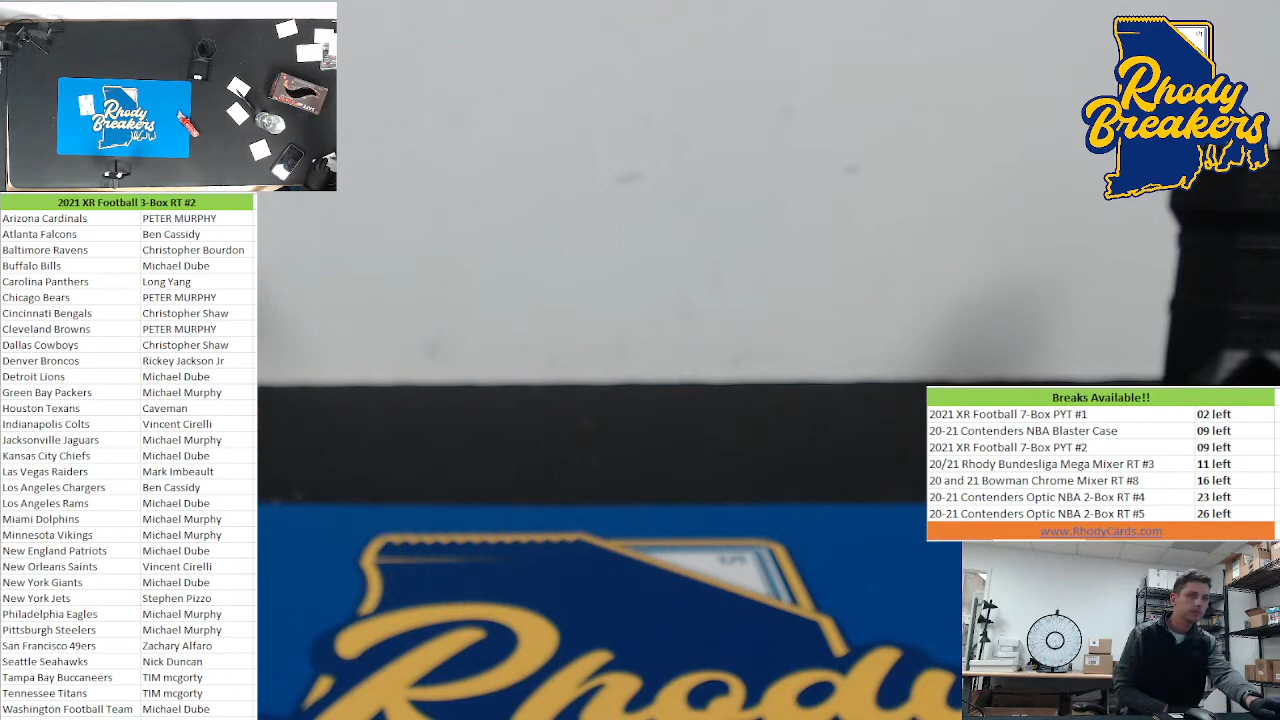 Rhody
Breakers
Rhody
Breakers
2021 XR Football 3-Box RT #2
Arizona Cardinals PETER MURPHY
Atlanta Falcons Ben Cassidy
Baltimore Ravens Christopher Bourdon
Buffalo Bills Michael Dube
Carolina Panthers Long Yang
Chicago Bears PETER MURPHY
Cincinnati Bengals Christopher Shaw
Cleveland Browns PETER MURPHY
Dallas Cowboys Christopher Shaw
Denver Broncos Rickey Jackson Jr
Detroit Lions Michael Dube
Green Bay Packers Michael Murphy
Houston Texans Caveman
Indianapolis Colts Vincent Cirelli
Jacksonville Jaguars Michael Murphy
Kansas City Chiefs Michael Dube
Las Vegas Raiders Mark Imbeault
Los Angeles Chargers Ben Cassidy
Los Angeles Rams Michael Dube
Miami Dolphins Michael Murphy
Minnesota Vikings Michael Murphy
New England Patriots Michael Dube
New Orleans Saints Vincent Cirelli
New York Giants Michael Dube
New York Jets Stephen Pizzo
Philadelphia Eagles Michael Murphy
Pittsburgh Steelers Michael Murphy
San Francisco 49ers Zachary Alfaro
Seattle Seahawks Nick Duncan
Tampa Bay Buccaneers TIM mcgorty
Tennessee Titans TIM mcgorty
Washington Football Team Michael Dube
Breaks Available!!
2021 XR Football 7-Box PYT #1 02 left
20-21 Contenders NBA Blaster Case 09 left
2021 XR Football 7-Box PYT #2 09 left
20/21 Rhody Bundesliga Mega Mixer RT #3 11 left
20 and 21 Bowman Chrome Mixer RT #8 16 left
20-21 Contenders Optic NBA 2-Box RT #4 23 left
20-21 Contenders Optic NBA 2-Box RT #5 26 left
www.RhodyCards.com
Rhody